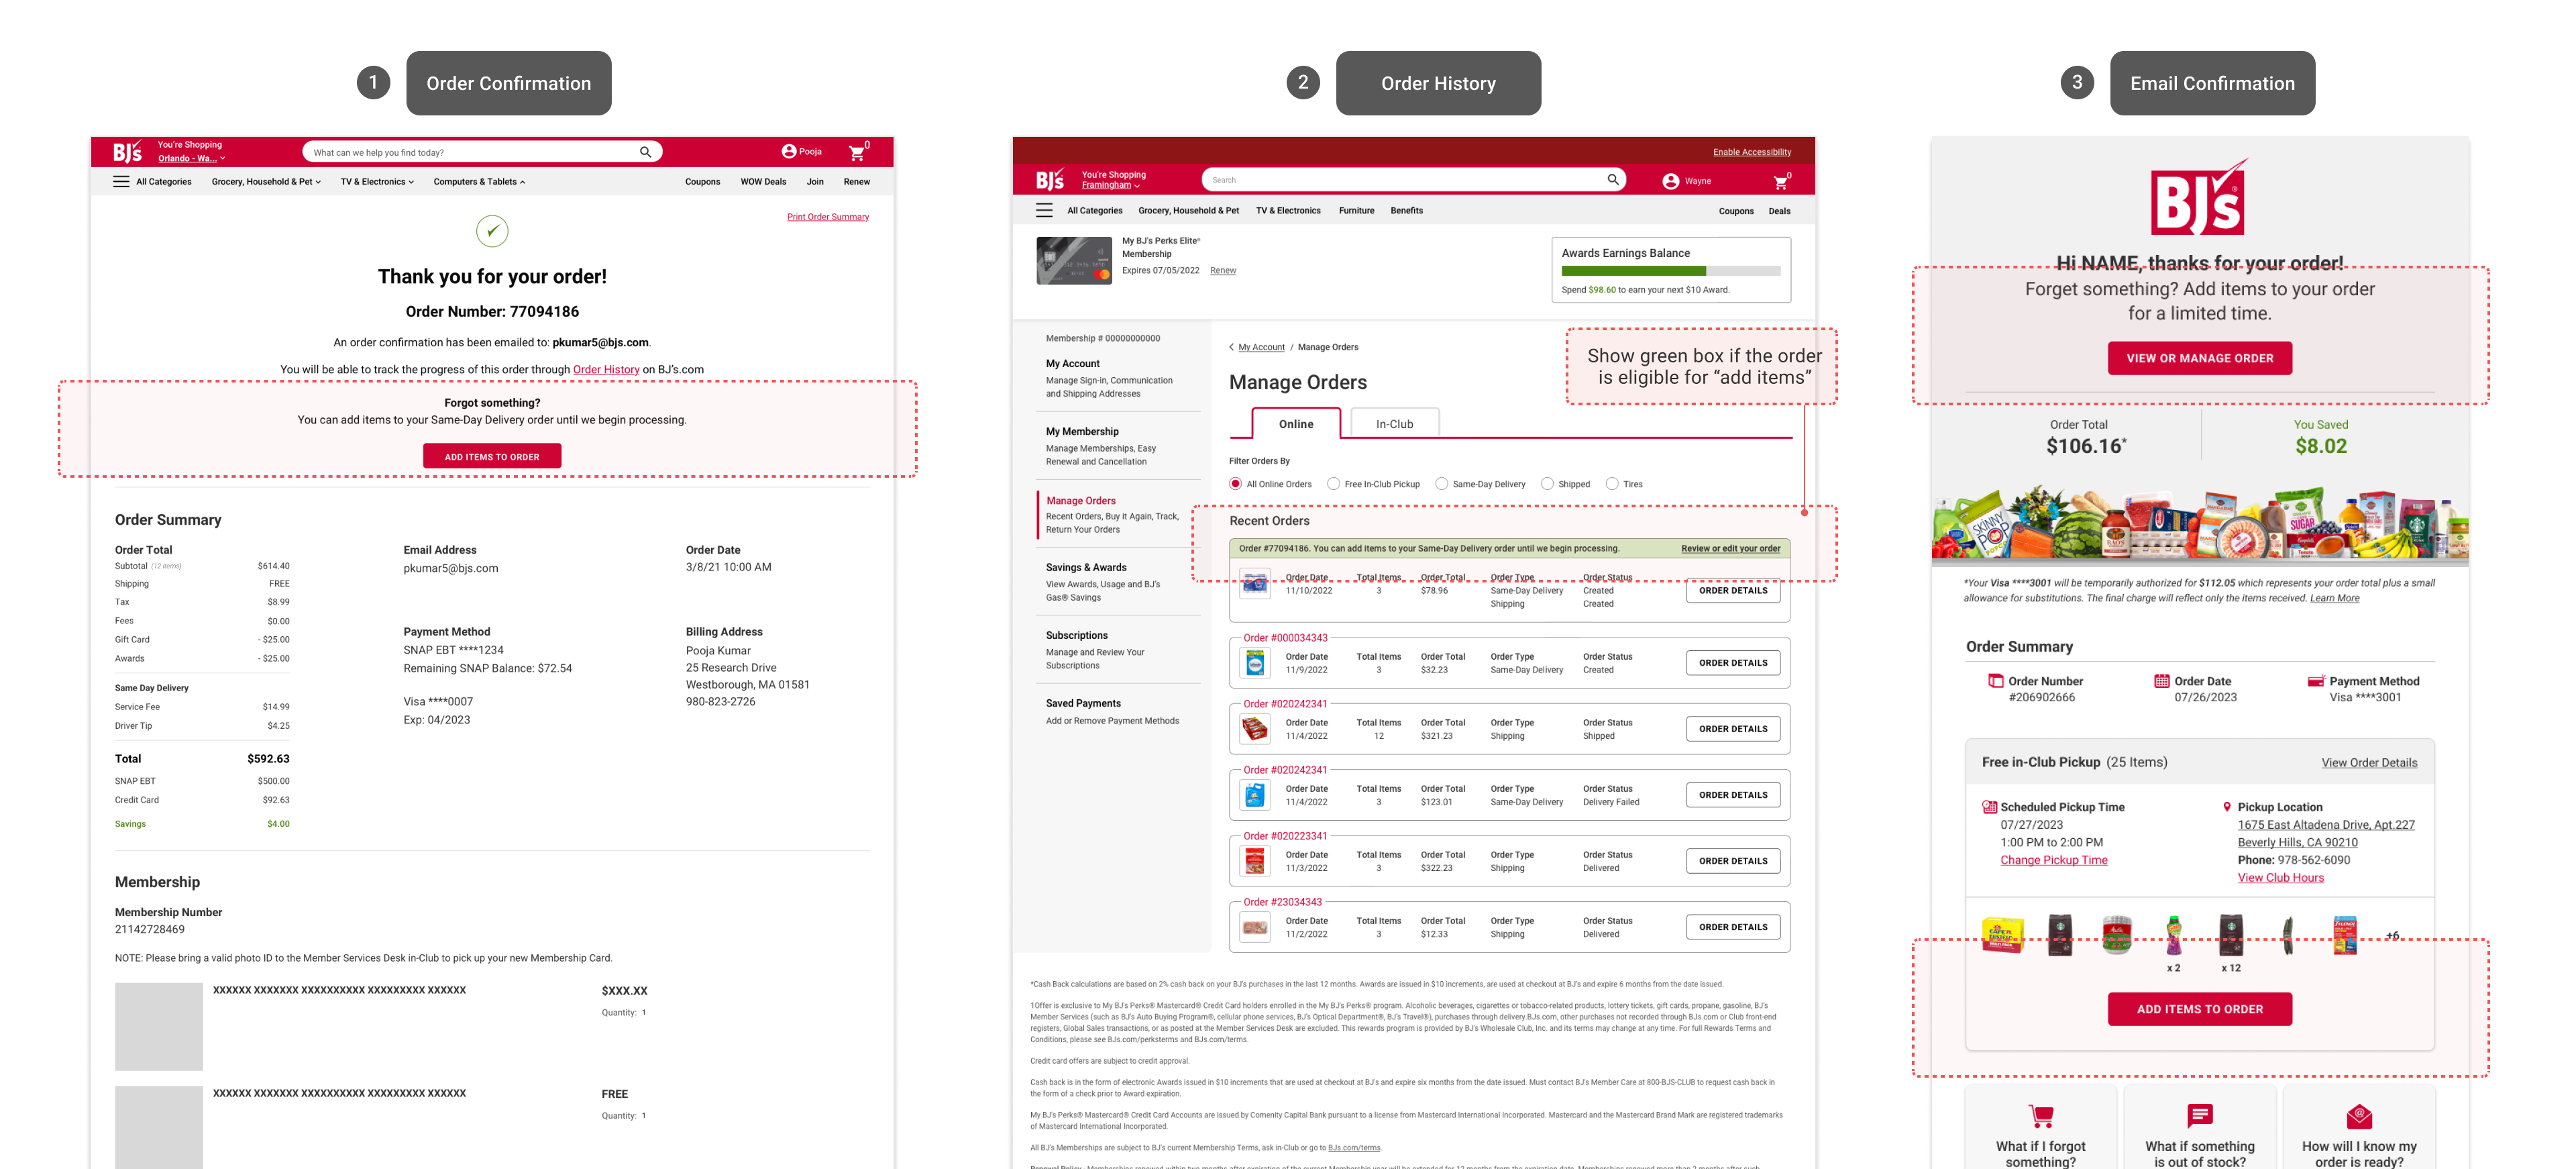 1
Order Confirmation
BJ's
You're Shopping
Orlando - Wa...
What can we help you find today?
Pooja
0
All Categories
Grocery, Household & Pet
TV & Electronics
Computers & Tablets
Coupons
WOW Deals
Join
Renew
Print Order Summary
Thank you for your order!
Order Number: 77094186
An order confirmation has been emailed to: pkumar5@bjs.com.
You will be able to track the progress of this order through Order History on BJ's.com
Forgot something?
You can add items to your Same-Day Delivery order until we begin processing.
ADD ITEMS TO ORDER
Order Summary
Order Total
Subtotal (12 items) $614.40
Shipping FREE
Tax $8.99
Fees $0.00
Gift Card - $25.00
Awards - $25.00
Same Day Delivery
Service Fee $14.99
Driver Tip $4.25
Total $592.63
SNAP EBT $500.00
Credit Card $92.63
Savings $4.00
Email Address
pkumar5@bjs.com
Order Date
3/8/21 10:00 AM
Payment Method
SNAP EBT ****1234
Remaining SNAP Balance: $72.54
Visa ****0007
Exp: 04/2023
Billing Address
Pooja Kumar
25 Research Drive
Westborough, MA 01581
980-823-2726
Membership
Membership Number
21142728469
NOTE: Please bring a valid photo ID to the Member Services Desk in-Club to pick up your new Membership Card.
XXXXXX XXXXXXX XXXXXXXXXX XXXXXXXXX XXXXXX $XXX.XX
Quantity: 1
XXXXXX XXXXXXX XXXXXXXXXX XXXXXXXXX XXXXXX FREE
Quantity: 1
2
Order History
Enable Accessibility
BJ's
You're Shopping
Framingham
Search
Wayne
0
All Categories
Grocery, Household & Pet
TV & Electronics
Furniture
Benefits
Coupons
Deals
My BJ's Perks Elite®
Membership
Expires 07/05/2022 Renew
Awards Earnings Balance
Spend $98.60 to earn your next $10 Award.
Membership # 00000000000
My Account
Manage Sign-in, Communication
and Shipping Addresses
My Membership
Manage Memberships, Easy
Renewal and Cancellation
Manage Orders
Recent Orders, Buy it Again, Track,
Return Your Orders
Savings & Awards
View Awards, Usage and BJ's
Gas® Savings
Subscriptions
Manage and Review Your
Subscriptions
Saved Payments
Add or Remove Payment Methods
My Account / Manage Orders
Show green box if the order
is eligible for “add items”
Manage Orders
Online
In-Club
Filter Orders By
All Online Orders
Free In-Club Pickup
Same-Day Delivery
Shipped
Tires
Recent Orders
Order #77094186. You can add items to your Same-Day Delivery order until we begin processing. Review or edit your order
Order Date Total Items Order Total Order Type Order Status
11/10/2022 3 $78.96 Same-Day Delivery Created
Shipping Created
ORDER DETAILS
Order #000034343
Order Date Total Items Order Total Order Type Order Status
11/9/2022 3 $32.23 Same-Day Delivery Created
ORDER DETAILS
Order #020242341
Order Date Total Items Order Total Order Type Order Status
11/4/2022 12 $321.23 Shipping Shipped
ORDER DETAILS
Order #020242341
Order Date Total Items Order Total Order Type Order Status
11/4/2022 3 $123.01 Same-Day Delivery Delivery Failed
ORDER DETAILS
Order #020223341
Order Date Total Items Order Total Order Type Order Status
11/3/2022 3 $322.23 Shipping Delivered
ORDER DETAILS
Order #23034343
Order Date Total Items Order Total Order Type Order Status
11/2/2022 3 $12.33 Shipping Delivered
ORDER DETAILS
*Cash Back calculations are based on 2% cash back on your BJ's purchases in the last 12 months. Awards are issued in $10 increments, are used at checkout at BJ's and expire 6 months from the date issued.
1Offer is exclusive to My BJ's Perks® Mastercard® Credit Card holders enrolled in the My BJ's Perks® program. Alcoholic beverages, cigarettes or tobacco-related products, lottery tickets, gift cards, propane, gasoline, BJ's
Member Services (such as BJ's Auto Buying Program®, cellular phone services, BJ's Optical Department®, BJ's Travel®), purchases through delivery.BJs.com, other purchases not recorded through BJs.com or Club front-end
registers, Global Sales transactions, or as posted at the Member Services Desk are excluded. This rewards program is provided by BJ's Wholesale Club, Inc. and its terms may change at any time. For full Rewards Terms and
Conditions, please see BJs.com/perksterms and BJs.com/terms.
Credit card offers are subject to credit approval.
Cash back is in the form of electronic Awards issued in $10 increments that are used at checkout at BJ's and expire six months from the date issued. Must contact BJ's Member Care at 800-BJS-CLUB to request cash back in
the form of a check prior to Award expiration.
My BJ's Perks® Mastercard® Credit Card Accounts are issued by Comenity Capital Bank pursuant to a license from Mastercard International Incorporated. Mastercard and the Mastercard Brand Mark are registered trademarks
of Mastercard International Incorporated.
All BJ's Memberships are subject to BJ's current Membership Terms, ask in-Club or go to BJs.com/terms.
3
Email Confirmation
BJ's®
Hi NAME, thanks for your order!
Forget something? Add items to your order
for a limited time.
VIEW OR MANAGE ORDER
Order Total
$106.16*
You Saved
$8.02
SKINNY POP
SUGAR
*Your Visa ****3001 will be temporarily authorized for $112.05 which represents your order total plus a small
allowance for substitutions. The final charge will reflect only the items received. Learn More
Order Summary
Order Number
#206902666
Order Date
07/26/2023
Payment Method
Visa ****3001
Free in-Club Pickup (25 Items)
View Order Details
Scheduled Pickup Time
07/27/2023
1:00 PM to 2:00 PM
Change Pickup Time
Pickup Location
1675 East Altadena Drive, Apt.227
Beverly Hills, CA 90210
Phone: 978-562-6090
View Club Hours
x 2
x 12
+6
ADD ITEMS TO ORDER
What if I forgot
something?
What if something
is out of stock?
How will I know my
order is ready?